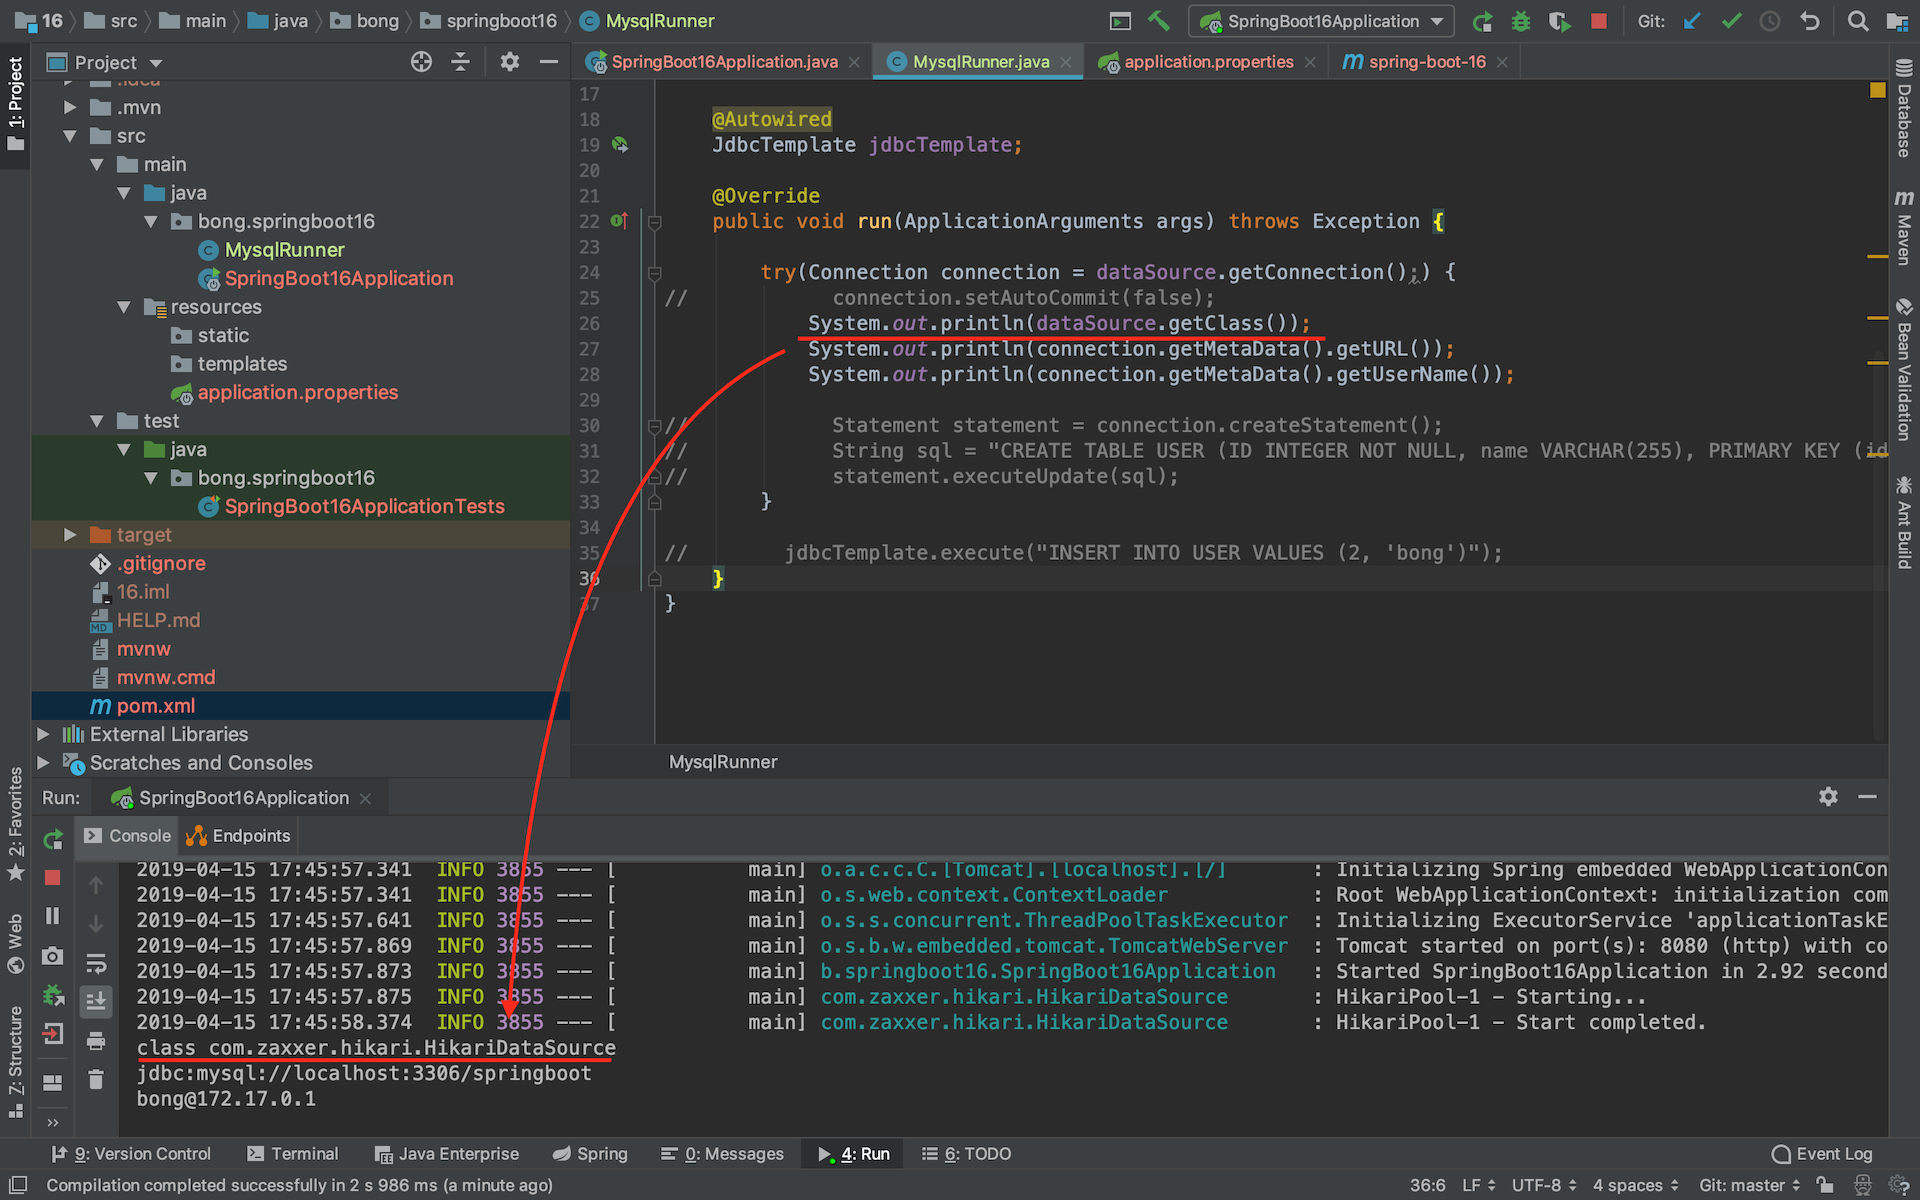 16 src main java bong springboot16 MysqlRunner SpringBoot16Application Git:
1: Project
Project
SpringBoot16Application.java MysqlRunner.java application.properties spring-boot-16
.idea
.mvn
src
main
java
bong.springboot16
MysqlRunner
SpringBoot16Application
resources
static
templates
application.properties
test
java
bong.springboot16
SpringBoot16ApplicationTests
target
.gitignore
16.iml
HELP.md
mvnw
mvnw.cmd
pom.xml
External Libraries
Scratches and Consoles
17
18 @Autowired
19 JdbcTemplate jdbcTemplate;
20
21 @Override
22 public void run(ApplicationArguments args) throws Exception {
23
24 try(Connection connection = dataSource.getConnection();) {
25 // connection.setAutoCommit(false);
26 System.out.println(dataSource.getClass());
27 System.out.println(connection.getMetaData().getURL());
28 System.out.println(connection.getMetaData().getUserName());
29
30 // Statement statement = connection.createStatement();
31 // String sql = "CREATE TABLE USER (ID INTEGER NOT NULL, name VARCHAR(255), PRIMARY KEY (id
32 // statement.executeUpdate(sql);
33 }
34
35 // jdbcTemplate.execute("INSERT INTO USER VALUES (2, 'bong')");
36 }
37 }
MysqlRunner
Database
Maven
Bean Validation
Ant Build
Run: SpringBoot16Application
Console Endpoints
2019-04-15 17:45:57.341 INFO 3855 --- [ main] o.a.c.c.C.[Tomcat].[localhost].[/] : Initializing Spring embedded WebApplicationCon
2019-04-15 17:45:57.341 INFO 3855 --- [ main] o.s.web.context.ContextLoader : Root WebApplicationContext: initialization com
2019-04-15 17:45:57.641 INFO 3855 --- [ main] o.s.s.concurrent.ThreadPoolTaskExecutor : Initializing ExecutorService 'applicationTaskE
2019-04-15 17:45:57.869 INFO 3855 --- [ main] o.s.b.w.embedded.tomcat.TomcatWebServer : Tomcat started on port(s): 8080 (http) with co
2019-04-15 17:45:57.873 INFO 3855 --- [ main] b.springboot16.SpringBoot16Application : Started SpringBoot16Application in 2.92 second
2019-04-15 17:45:57.875 INFO 3855 --- [ main] com.zaxxer.hikari.HikariDataSource : HikariPool-1 - Starting...
2019-04-15 17:45:58.374 INFO 3855 --- [ main] com.zaxxer.hikari.HikariDataSource : HikariPool-1 - Start completed.
class com.zaxxer.hikari.HikariDataSource
jdbc:mysql://localhost:3306/springboot
bong@172.17.0.1
2: Favorites
Web
Z: Structure
9: Version Control Terminal Java Enterprise Spring 0: Messages 4: Run 6: TODO Event Log
Compilation completed successfully in 2 s 986 ms (a minute ago) 36:6 LF UTF-8 4 spaces Git: master